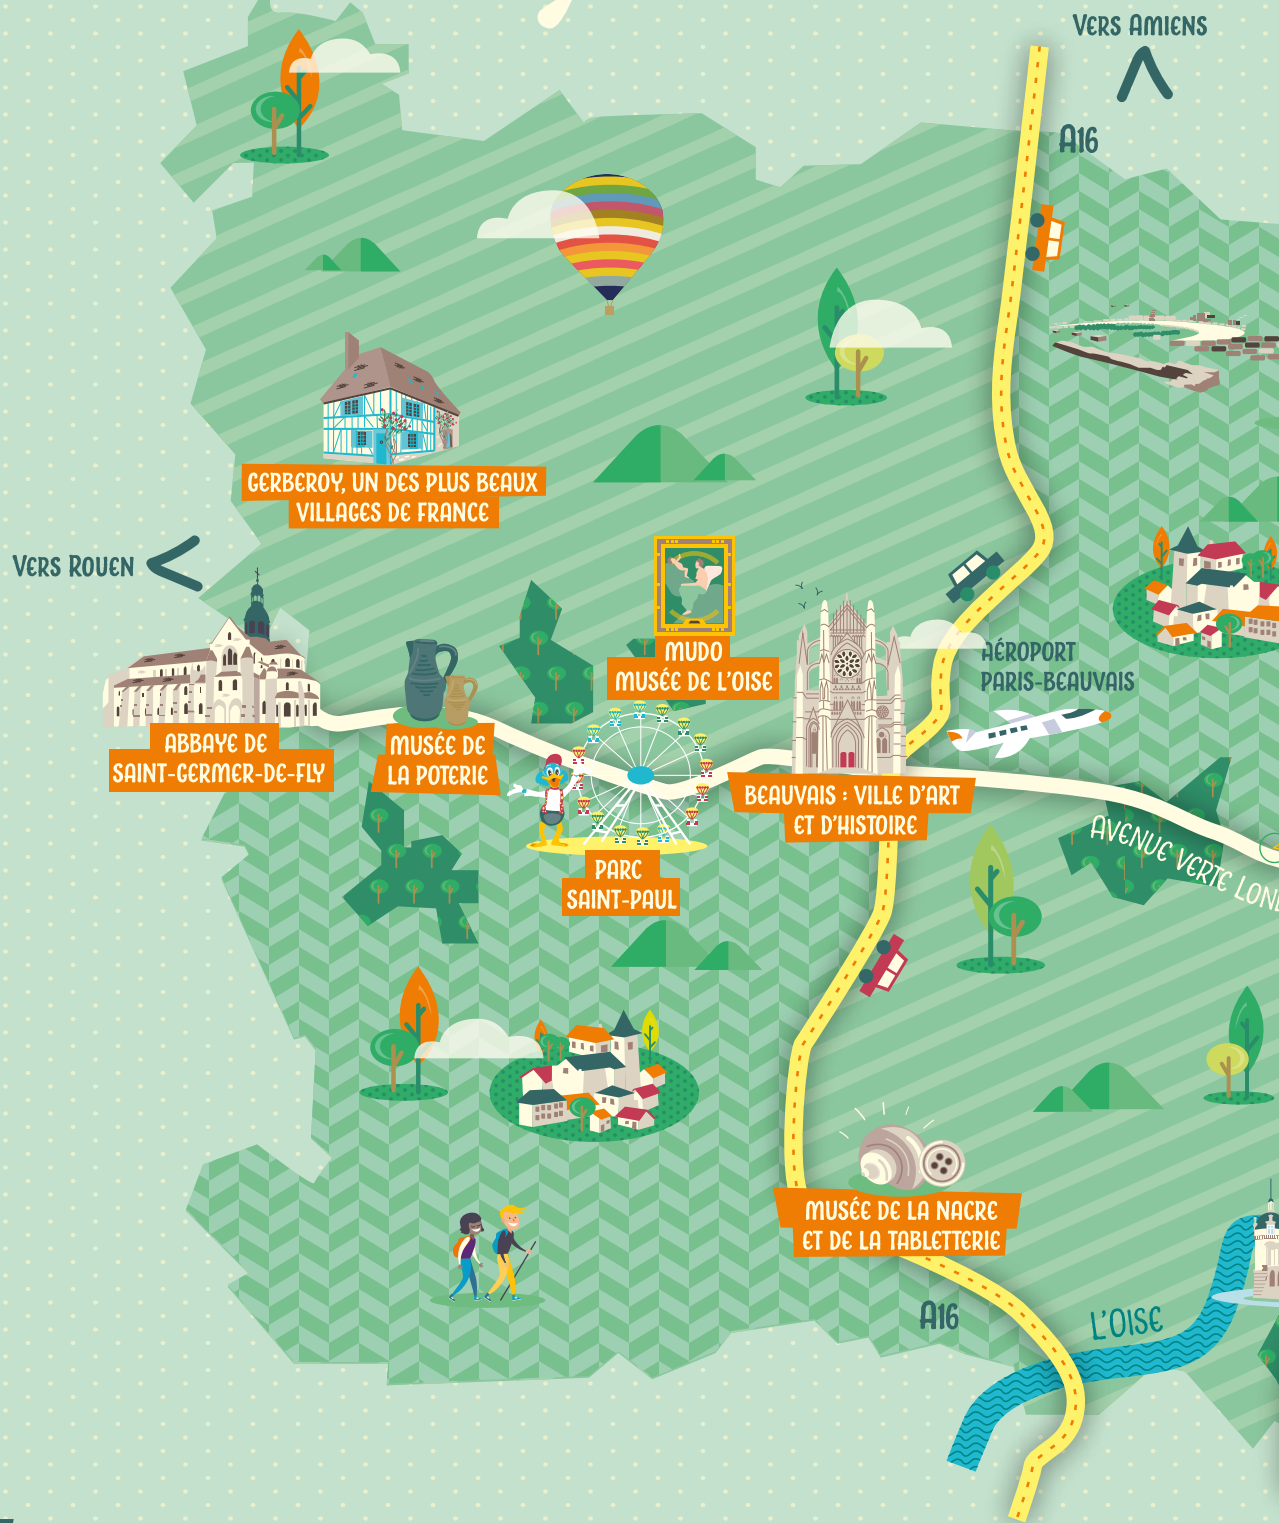 VERS AMIENS
A16
GERBEROY, UN DES PLUS BEAUX
VILLAGES DE FRANCE
VERS ROUEN
MUDO
MUSÉE DE L'OISE
AÉROPORT
PARIS-BEAUVAIS
ABBAYE DE
SAINT-GERMER-DE-FLY
MUSÉE DE
LA POTERIE
BEAUVAIS : VILLE D'ART
ET D'HISTOIRE
AVENUE VERTE LOND
PARC
SAINT-PAUL
MUSÉE DE LA NACRE
ET DE LA TABLETTERIE
A16
L'OISE